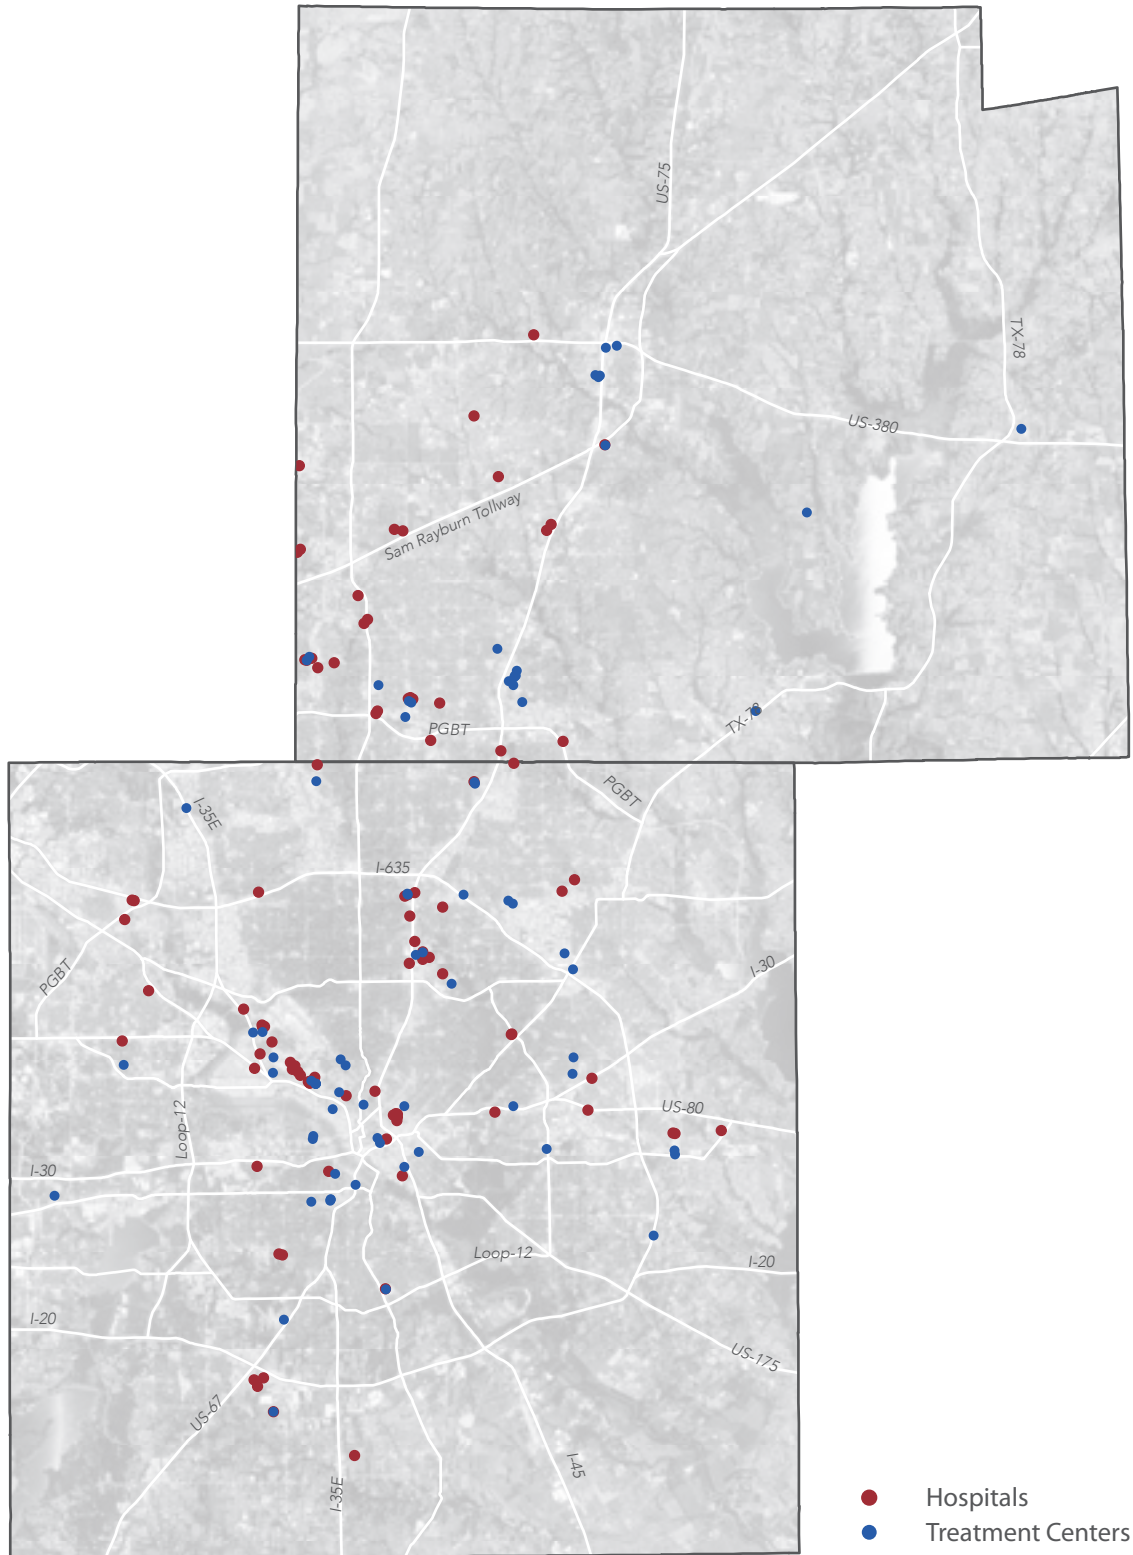 US-75
TX-78
US-380
Sam Rayburn Tollway
TX-78
PGBT
PGBT
I-35E
I-635
PGBT
I-30
US-80
Loop-12
I-30
Loop-12
I-20
I-20
US-175
US-67
I-45
I-35E
Hospitals
Treatment Centers